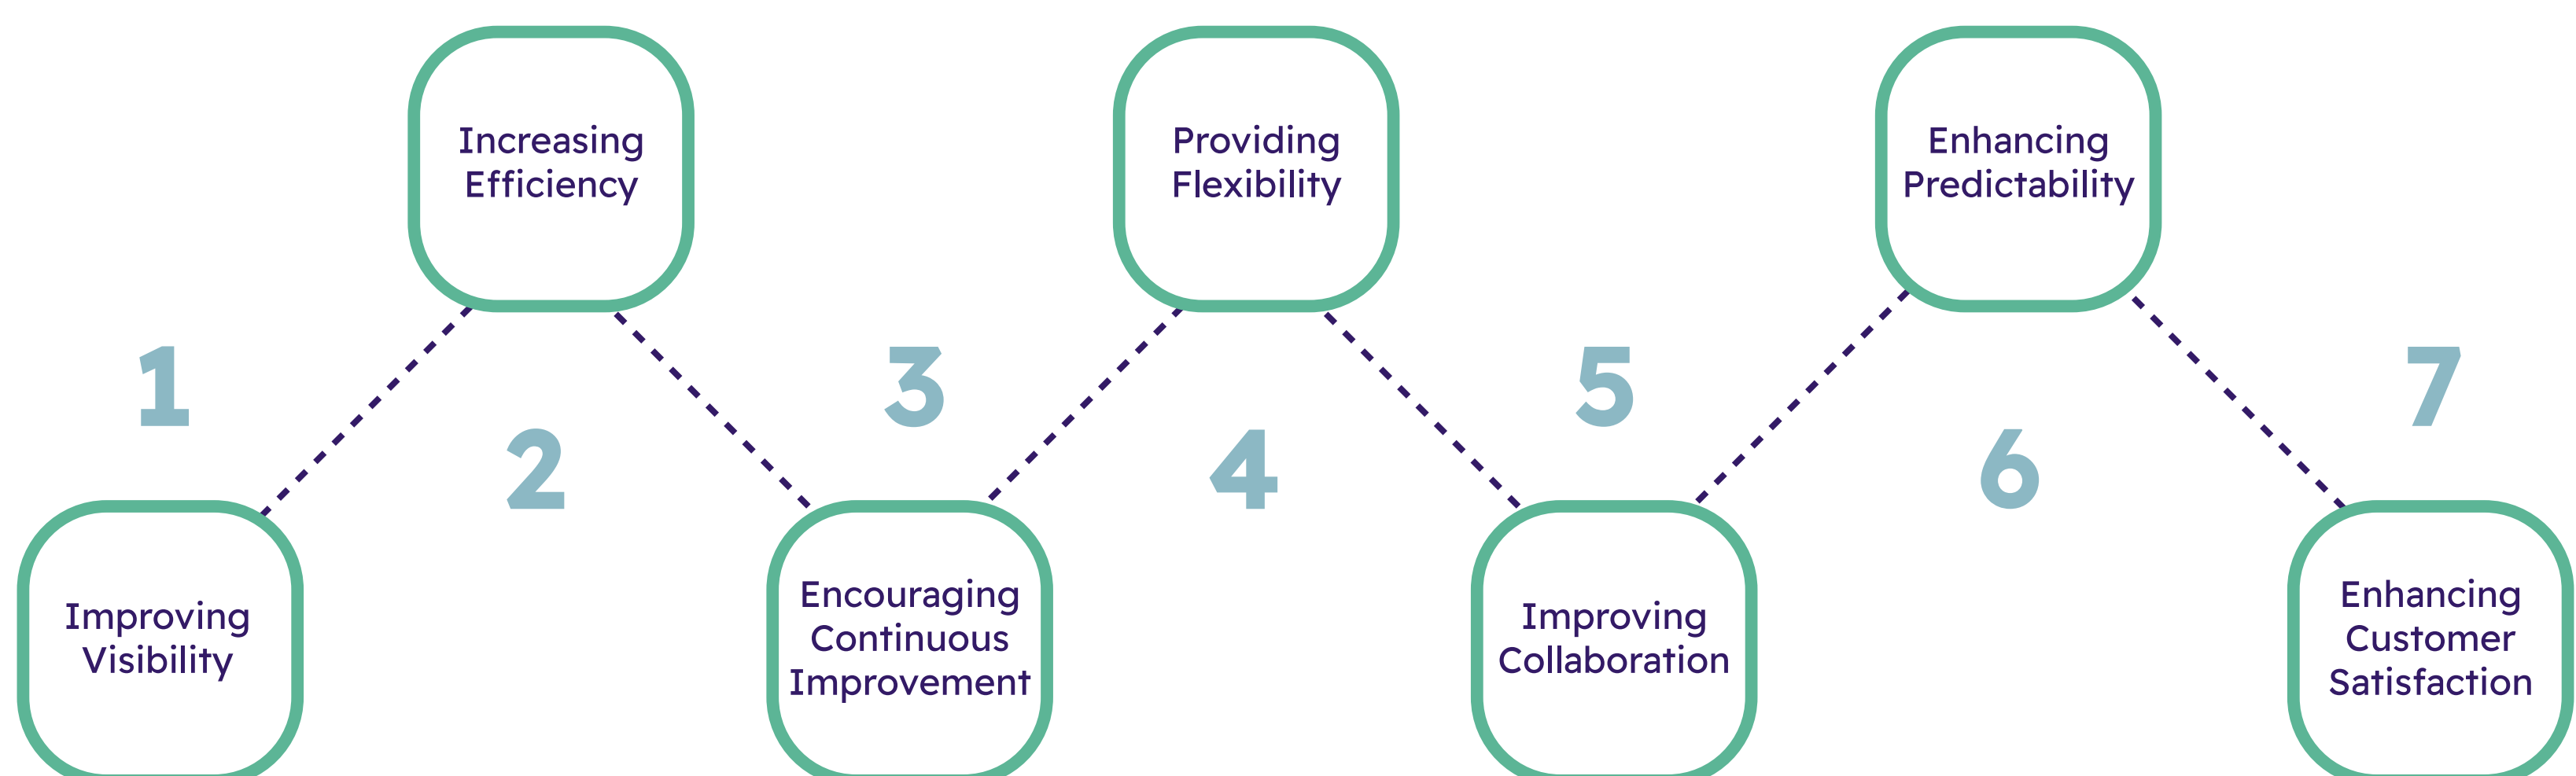 1
Improving
Visibility
2
Increasing
Efficiency
3
Encouraging
Continuous
Improvement
4
Providing
Flexibility
5
Improving
Collaboration
6
Enhancing
Predictability
7
Enhancing
Customer
Satisfaction